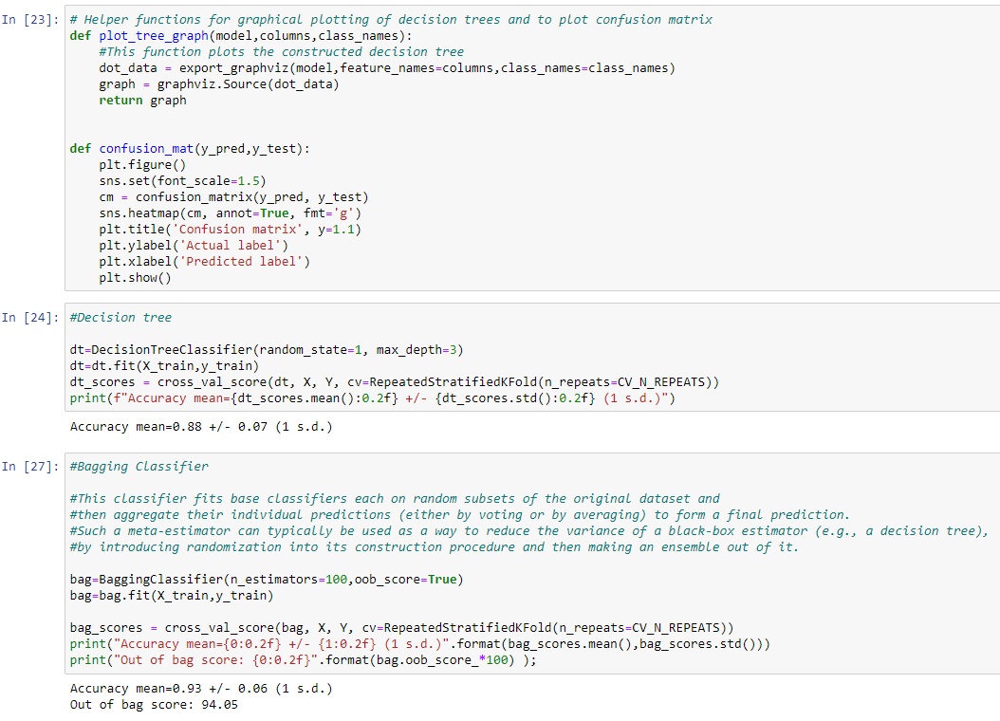 In [23]: # Helper functions for graphical plotting of decision trees and to plot confusion matrix
def plot_tree_graph(model,columns,class_names):
    #This function plots the constructed decision tree
    dot_data = export_graphviz(model,feature_names=columns,class_names=class_names)
    graph = graphviz.Source(dot_data)
    return graph
def confusion_mat(y_pred,y_test):
    plt.figure()
    sns.set(font_scale=1.5)
    cm = confusion_matrix(y_pred, y_test)
    sns.heatmap(cm, annot=True, fmt='g')
    plt.title('Confusion matrix', y=1.1)
    plt.ylabel('Actual label')
    plt.xlabel('Predicted label')
    plt.show()
In [24]: #Decision tree
dt=DecisionTreeClassifier(random_state=1, max_depth=3)
dt=dt.fit(X_train,y_train)
dt_scores = cross_val_score(dt, X, Y, cv=RepeatedStratifiedKFold(n_repeats=CV_N_REPEATS))
print(f"Accuracy mean={dt_scores.mean():0.2f} +/- {dt_scores.std():0.2f} (1 s.d.)")
Accuracy mean=0.88 +/- 0.07 (1 s.d.)
In [27]: #Bagging Classifier
#This classifier fits base classifiers each on random subsets of the original dataset and
#then aggregate their individual predictions (either by voting or by averaging) to form a final prediction.
#Such a meta-estimator can typically be used as a way to reduce the variance of a black-box estimator (e.g., a decision tree),
#by introducing randomization into its construction procedure and then making an ensemble out of it.
bag=BaggingClassifier(n_estimators=100,oob_score=True)
bag=bag.fit(X_train,y_train)
bag_scores = cross_val_score(bag, X, Y, cv=RepeatedStratifiedKFold(n_repeats=CV_N_REPEATS))
print("Accuracy mean={0:0.2f} +/- {1:0.2f} (1 s.d.)".format(bag_scores.mean(),bag_scores.std()))
print("Out of bag score: {0:0.2f}".format(bag.oob_score_*100) );
Accuracy mean=0.93 +/- 0.06 (1 s.d.)
Out of bag score: 94.05